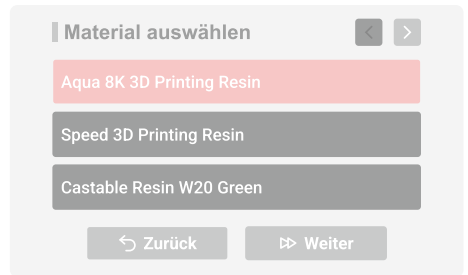 Material auswählen
Aqua 8K 3D Printing Resin
Speed 3D Printing Resin
Castable Resin W20 Green
Zurück
Weiter